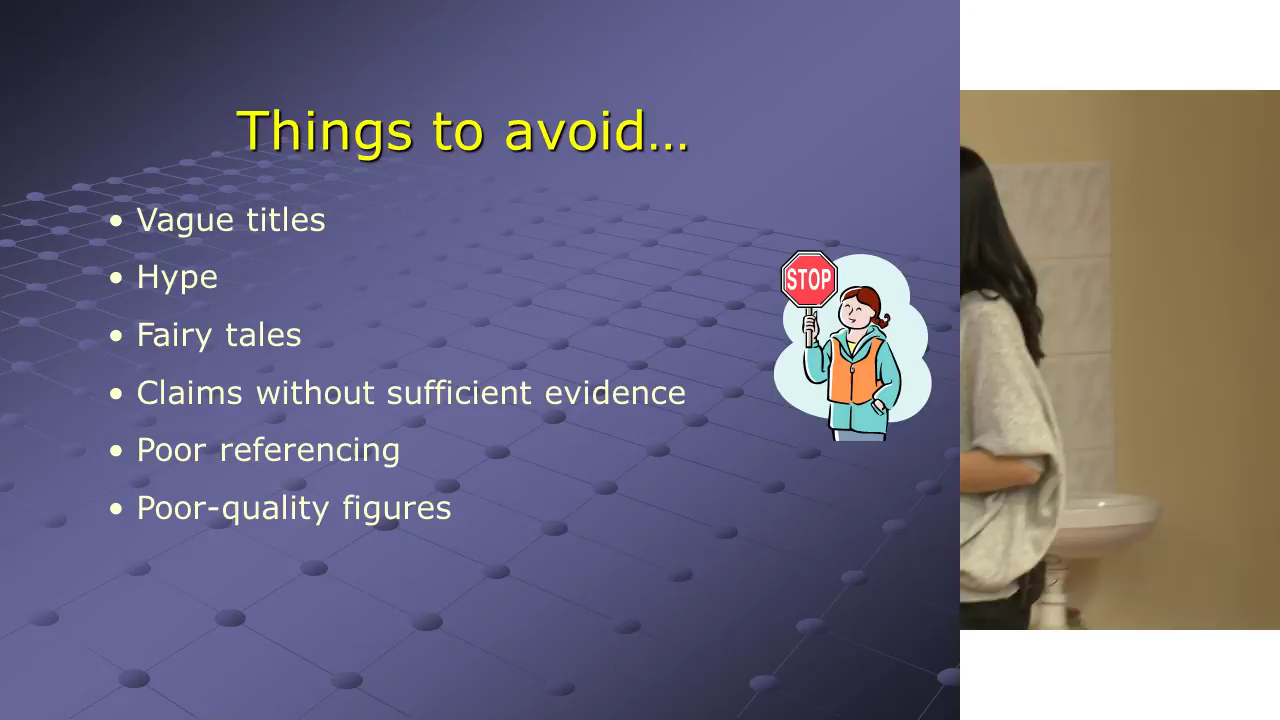 Things to avoid…
• Vague titles
• Hype
• Fairy tales
• Claims without sufficient evidence
• Poor referencing
• Poor-quality figures
STOP